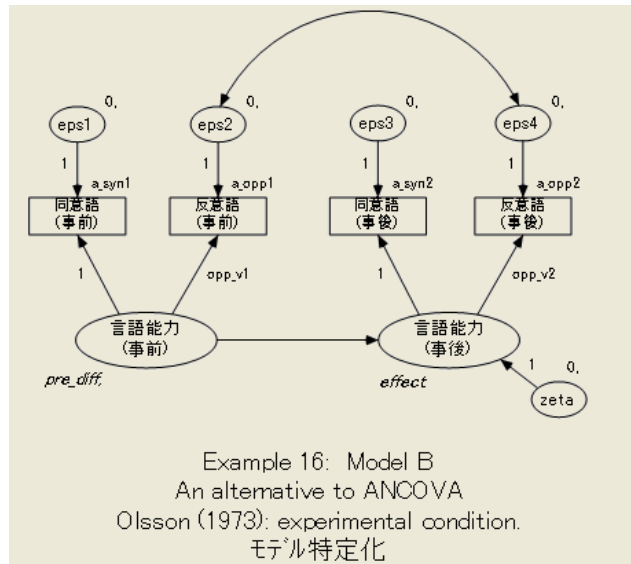 0,
0,
0,
0,
eps1
eps2
eps3
eps4
1
1
1
1
a_syn1
a_opp1
a_syn2
a_opp2
同意語
(事前)
反意語
(事前)
同意語
(事後)
反意語
(事後)
1
opp_v1
1
opp_v2
言語能力
(事前)
言語能力
(事後)
pre_diff,
effect
1
0,
zeta
Example 16: Model B
An alternative to ANCOVA
Olsson (1973): experimental condition.
モデル特定化